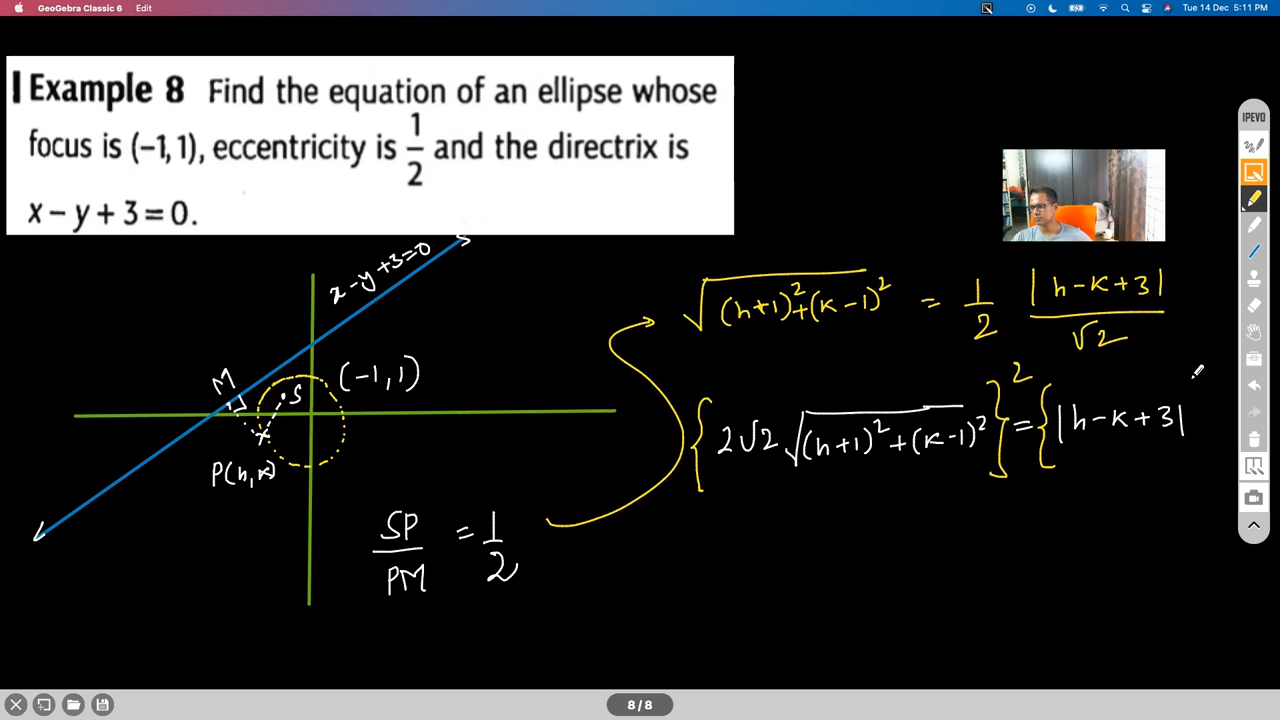 GeoGebra Classic 6 Edit
Tue 14 Dec 5:11 PM
Example 8 Find the equation of an ellipse whose
focus is (−1, 1), eccentricity is 1/2 and the directrix is
x − y + 3 = 0.
IPEVO
x - y + 3 = 0
M
S
(-1, 1)
P(h, k)
SP/PM = 1/2
√((h+1)²+(k-1)²) = 1/2 |h-k+3|/√2
{2√2 √((h+1)²+(k-1)²)}² = {|h-k+3|
8 / 8